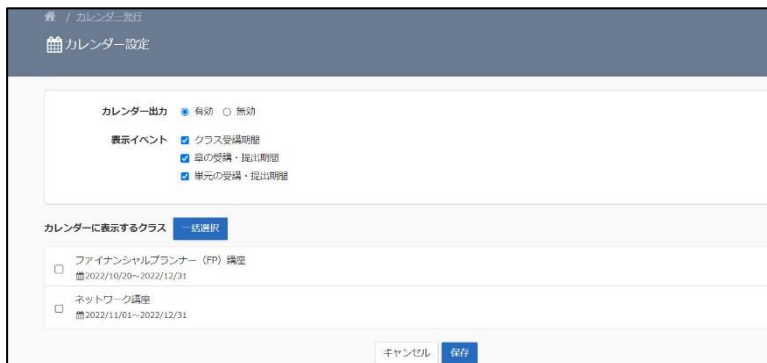 / カレンダー発行
カレンダー設定
カレンダー出力 有効 無効
表示イベント クラス受講期間
章の受講・提出期間
単元の受講・提出期間
カレンダーに表示するクラス 一括選択
ファイナンシャルプランナー（FP）講座
2022/10/20～2022/12/31
ネットワーク講座
2022/11/01～2022/12/31
キャンセル 保存